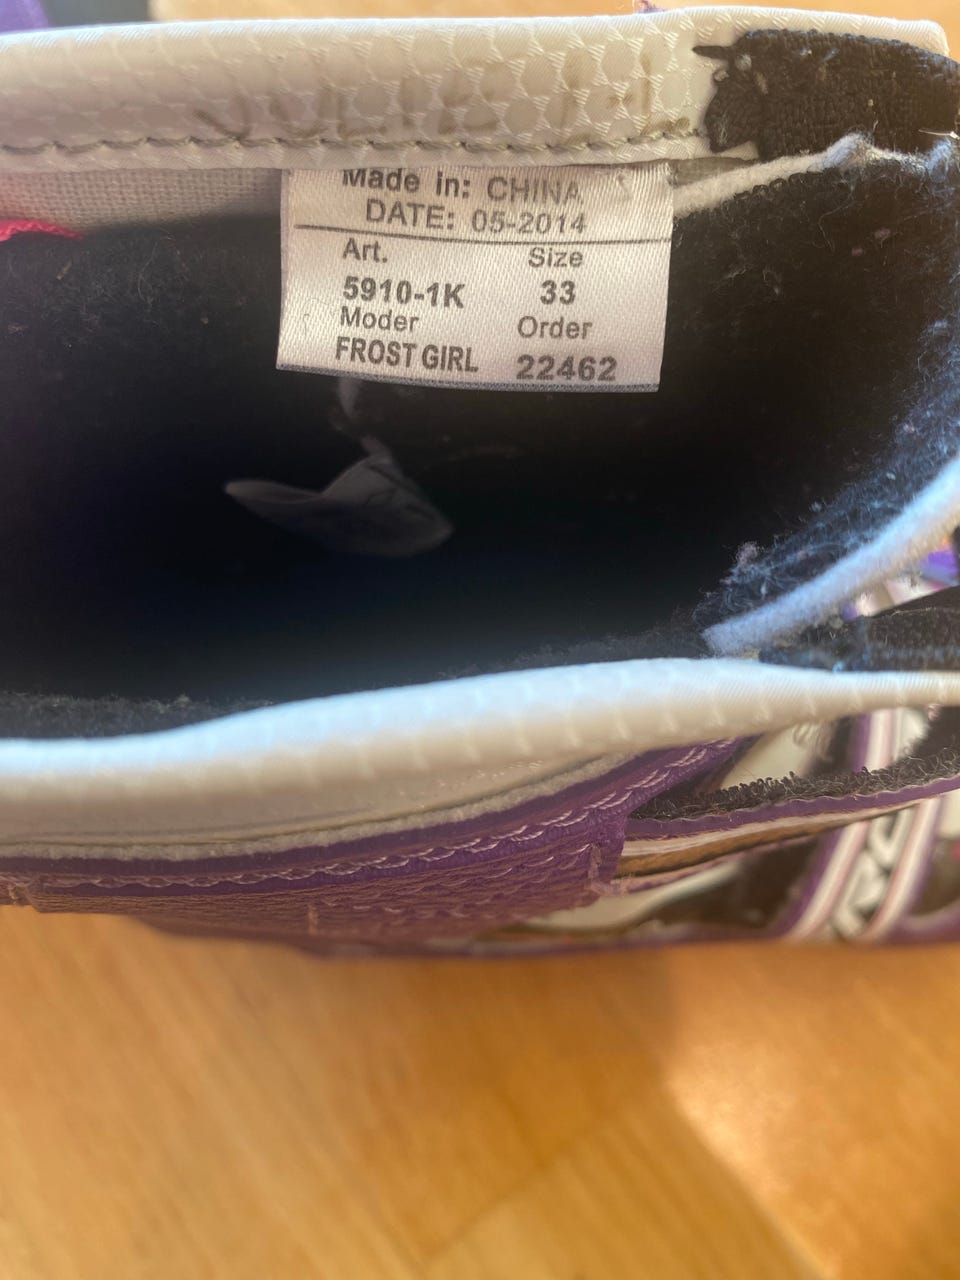 Made in: CHINA
DATE: 05-2014
Art. Size
5910-1K 33
Moder Order
FROST GIRL 22462